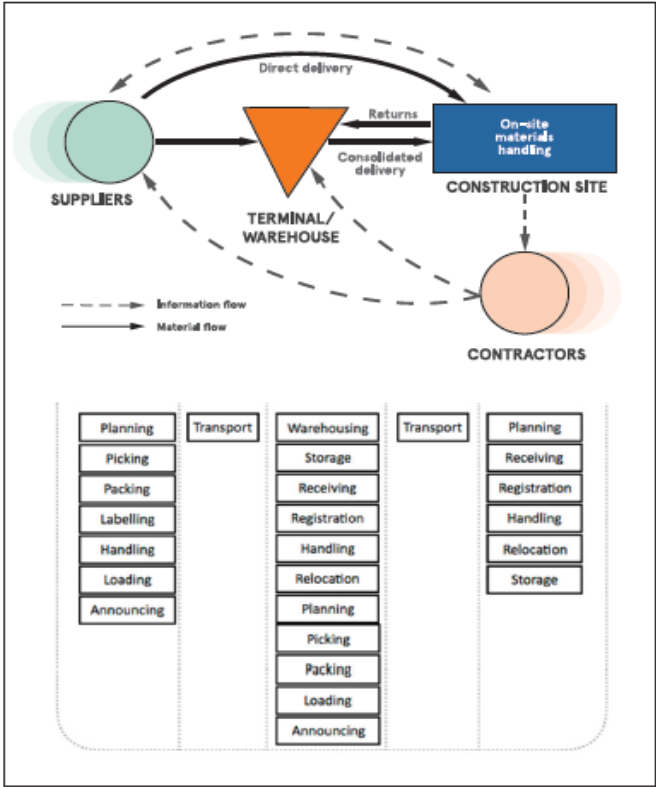 Direct delivery
Returns
On-site
materials
handling
Consolidated
delivery
SUPPLIERS
CONSTRUCTION SITE
TERMINAL/
WAREHOUSE
Information flow
Material flow
CONTRACTORS
Planning
Picking
Packing
Labelling
Handling
Loading
Announcing
Transport
Warehousing
Storage
Receiving
Registration
Handling
Relocation
Planning
Picking
Packing
Loading
Announcing
Transport
Planning
Receiving
Registration
Handling
Relocation
Storage